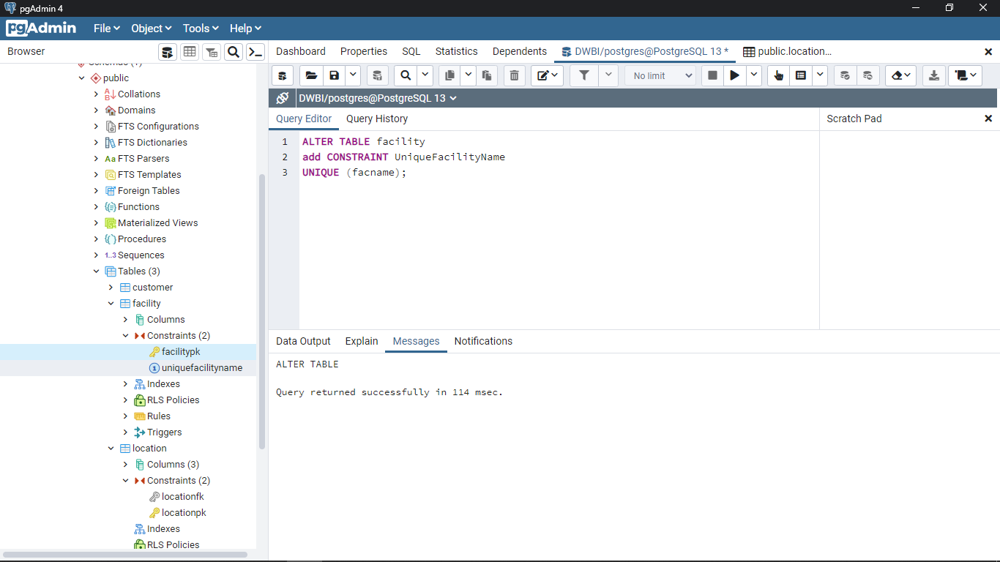 pgAdmin 4
pgAdmin File Object Tools Help
Browser
Dashboard Properties SQL Statistics Dependents DWBI/postgres@PostgreSQL 13 * public.location...
No limit
DWBI/postgres@PostgreSQL 13
Query Editor Query History
Scratch Pad
1 ALTER TABLE facility
2 add CONSTRAINT UniqueFacilityName
3 UNIQUE (facname);
Data Output Explain Messages Notifications
ALTER TABLE
Query returned successfully in 114 msec.
public
Collations
Domains
FTS Configurations
FTS Dictionaries
Aa FTS Parsers
FTS Templates
Foreign Tables
Functions
Materialized Views
Procedures
1..3 Sequences
Tables (3)
customer
facility
Columns
Constraints (2)
facilitypk
1 uniquefacilityname
Indexes
RLS Policies
Rules
Triggers
location
Columns (3)
Constraints (2)
locationfk
locationpk
Indexes
RLS Policies